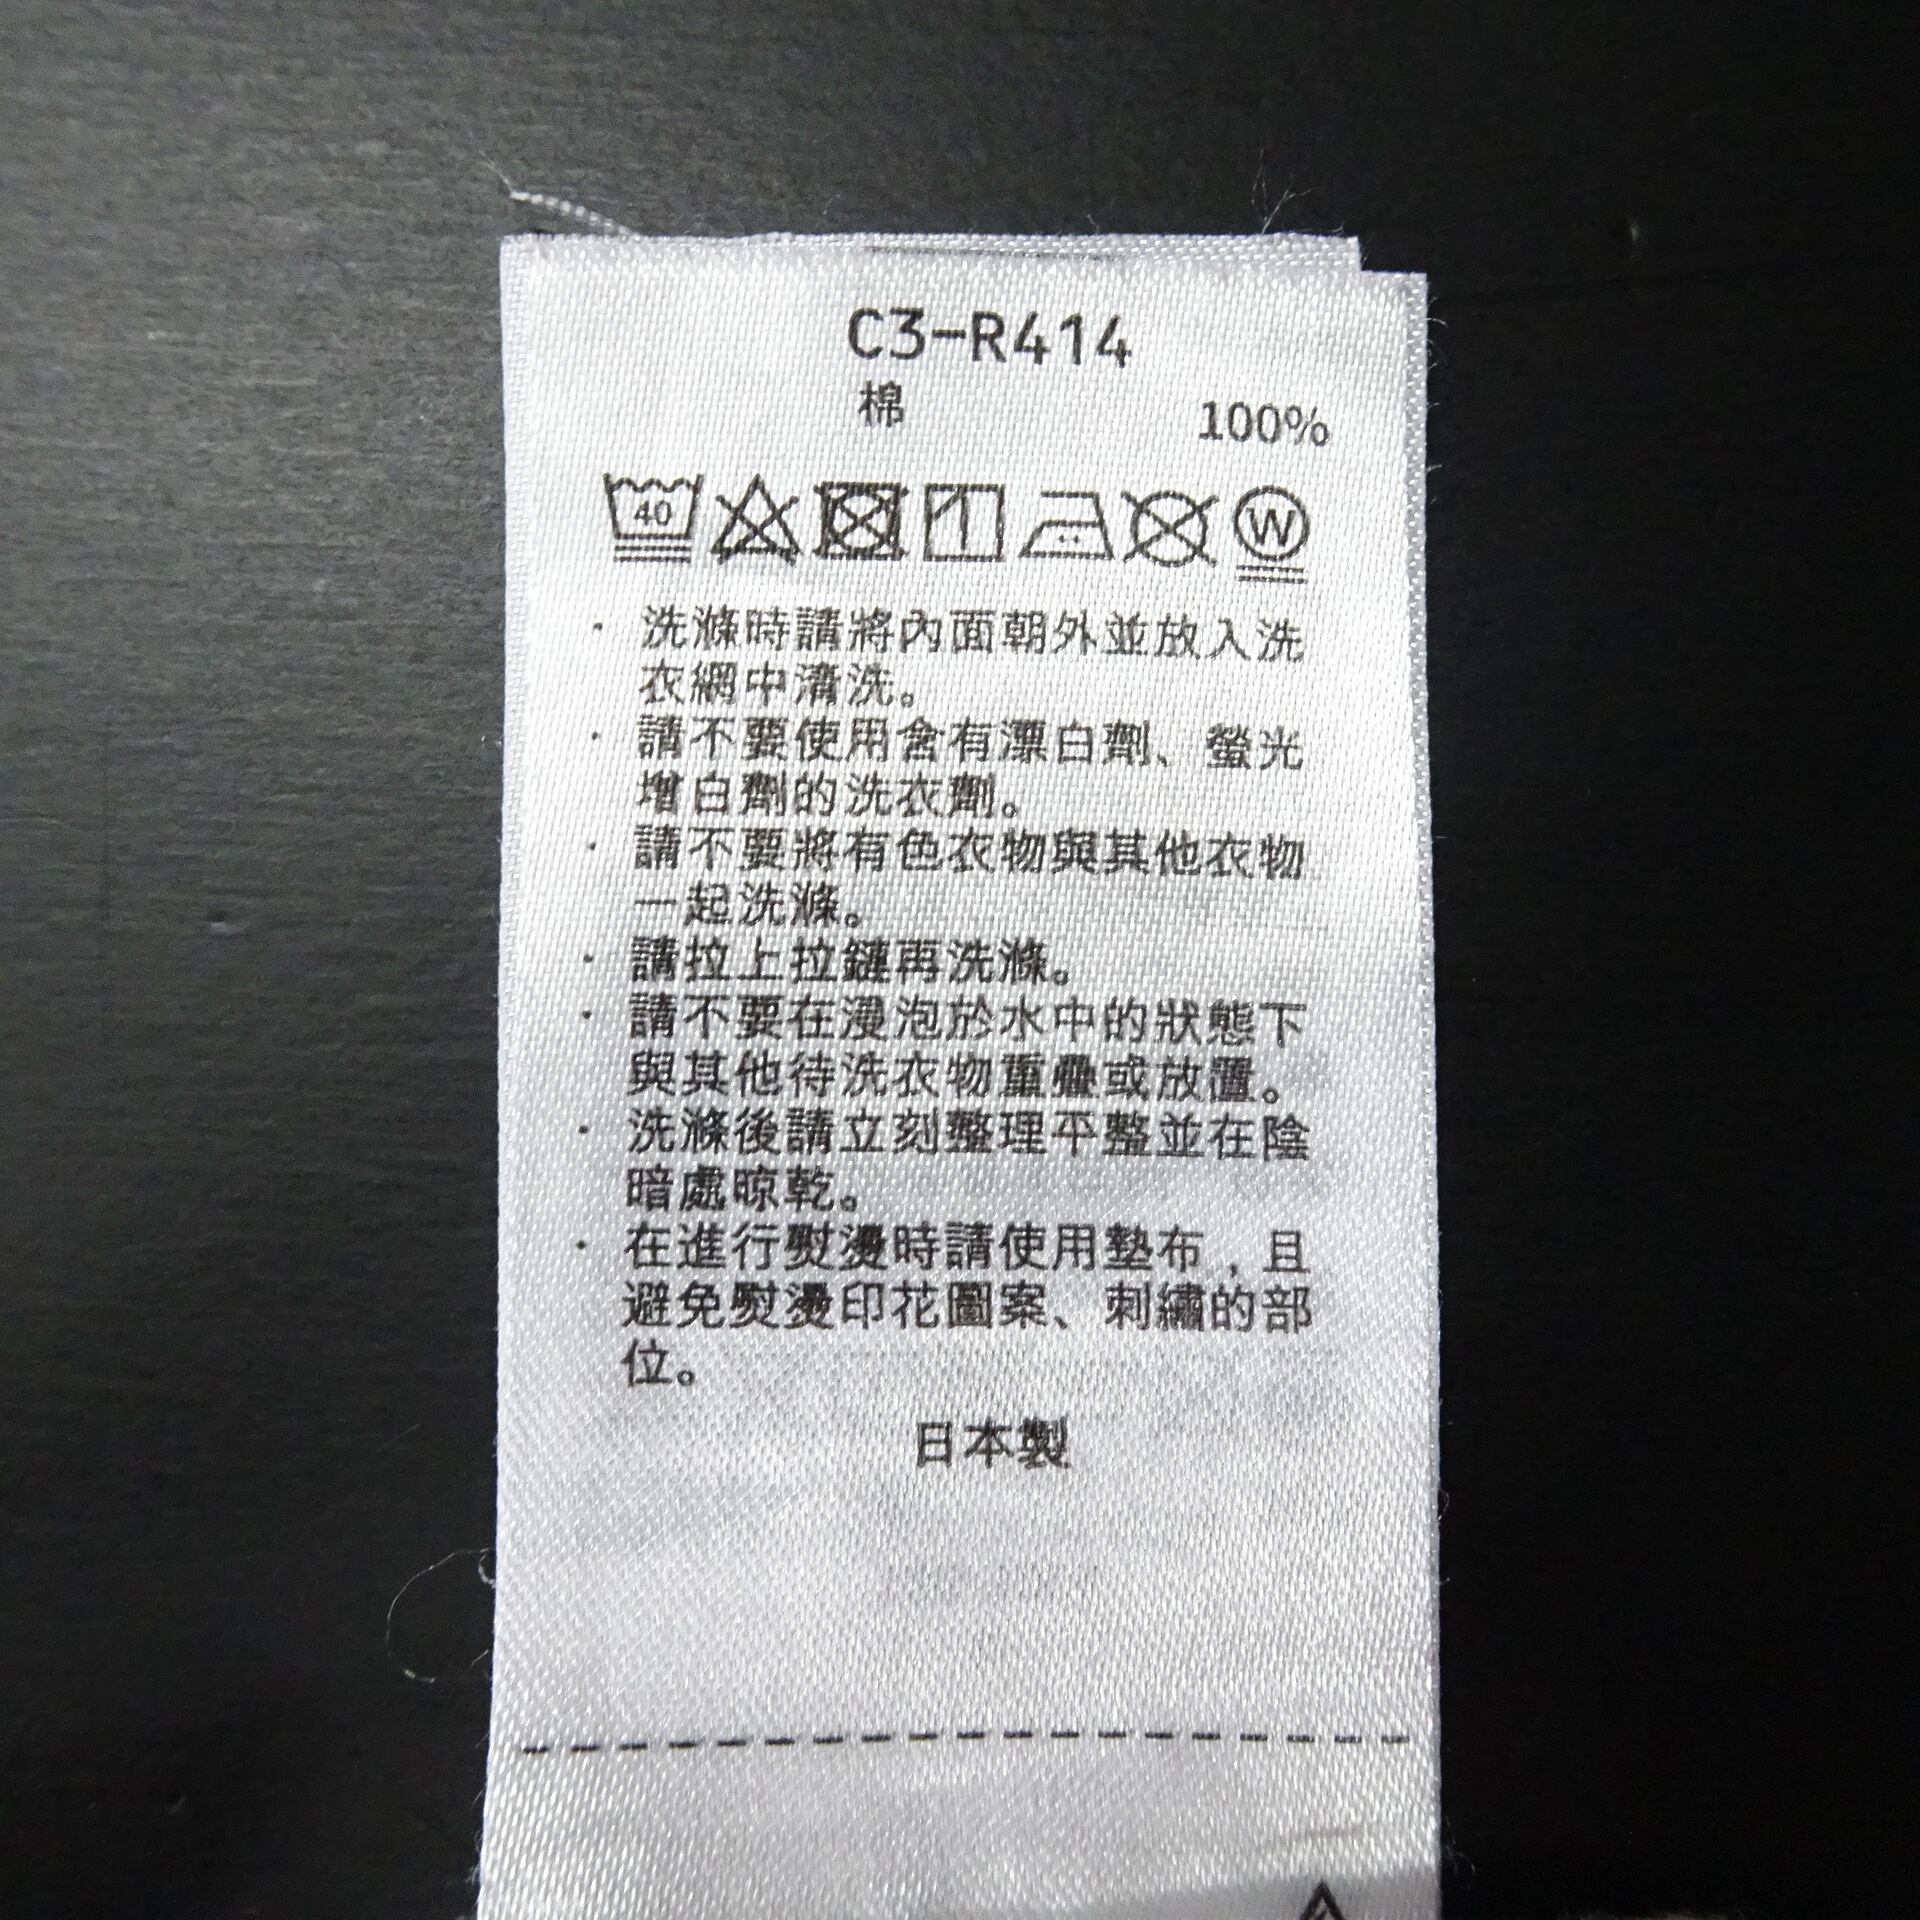 C3-R414
棉 100%
40
W
· 洗滌時請將內面朝外並放入洗
衣網中清洗。
· 請不要使用含有漂白劑、螢光
增白劑的洗衣劑。
· 請不要將有色衣物與其他衣物
一起洗滌。
· 請拉上拉鏈再洗滌。
· 請不要在浸泡於水中的狀態下
與其他待洗衣物重疊或放置。
· 洗滌後請立刻整理平整並在陰
暗處晾乾。
· 在進行熨燙時請使用墊布,且
避免熨燙印花圖案、刺繡的部
位。
日本製